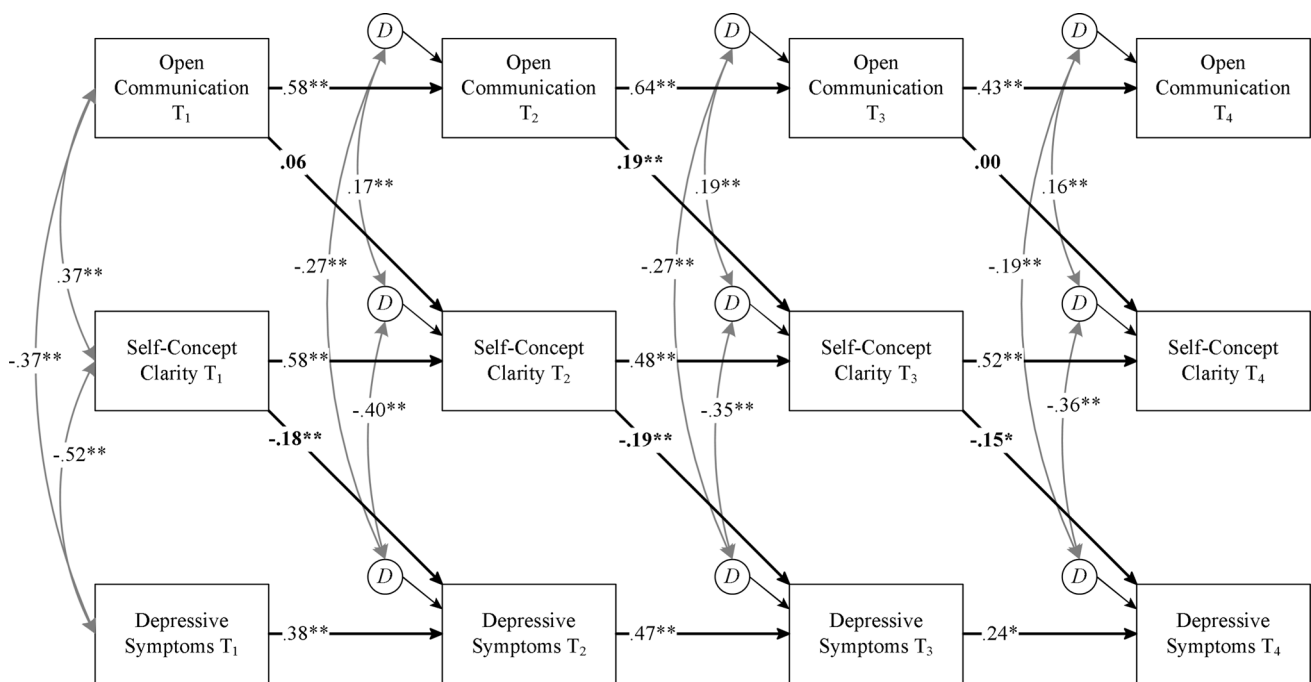 D
D
D
Open
Communication
T1
.58**
Open
Communication
T2
.64**
Open
Communication
T3
.43**
Open
Communication
T4
.06
.19**
.00
.17**
.19**
.16**
-.27**
-.27**
-.19**
.37**
D
D
D
-.37**
Self-Concept
Clarity T1
.58**
Self-Concept
Clarity T2
.48**
Self-Concept
Clarity T3
.52**
Self-Concept
Clarity T4
-.40**
-.35**
-.36**
-.18**
-.19**
-.15*
-.52**
D
D
D
Depressive
Symptoms T1
.38**
Depressive
Symptoms T2
.47**
Depressive
Symptoms T3
.24*
Depressive
Symptoms T4